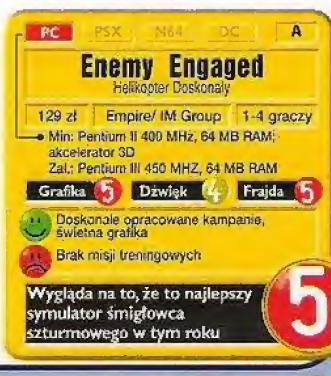 PC PSX N64 DC A
Enemy Engaged
Helikopter Doskonały
129 zł Empire/ IM Group 1-4 graczy
Min: Pentium II 400 MHz, 64 MB RAM;
akcelerator 3D
Zal.: Pentium III 450 MHz, 64 MB RAM
Grafika 5 Dźwięk 4 Frajda 5
Doskonale opracowane kampanie,
świetna grafika
Brak misji treningowych
Wygląda na to, że to najlepszy
symulator śmigłowca
szturmowego w tym roku
5